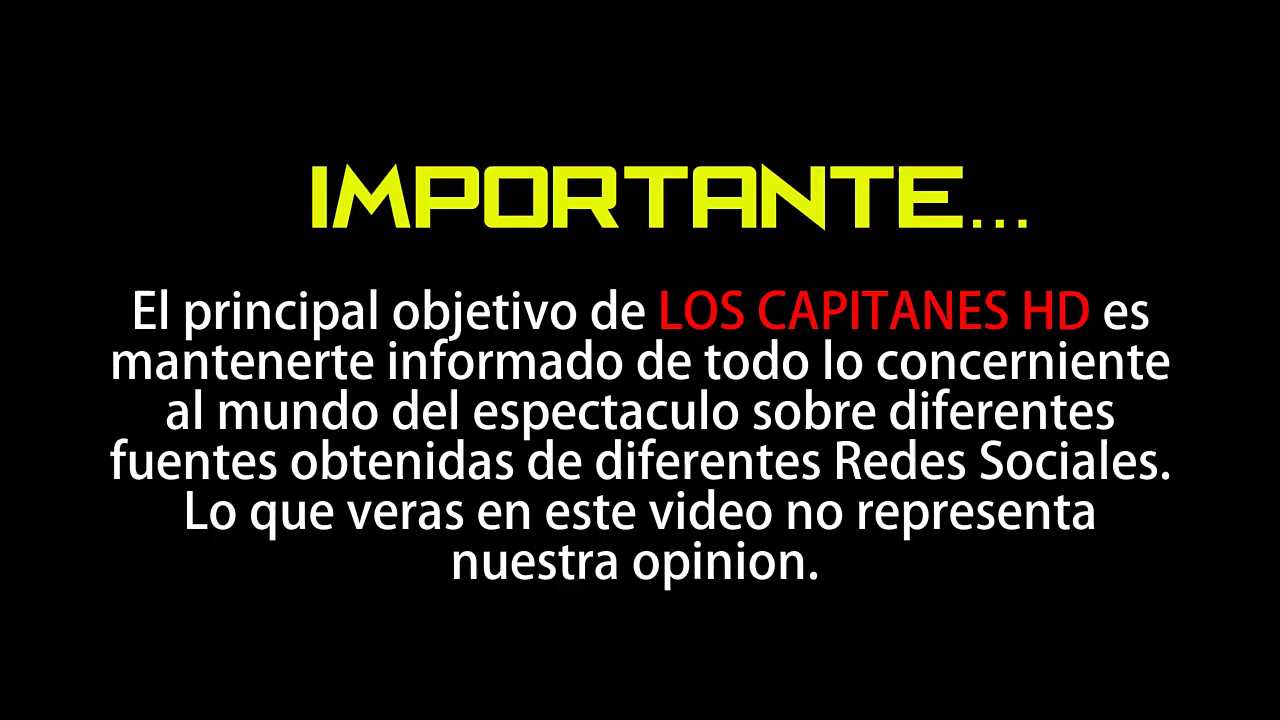 IMPORTANTE...
El principal objetivo de LOS CAPITANES HD es
mantenerte informado de todo lo concerniente
al mundo del espectaculo sobre diferentes
fuentes obtenidas de diferentes Redes Sociales.
Lo que veras en este video no representa
nuestra opinion.